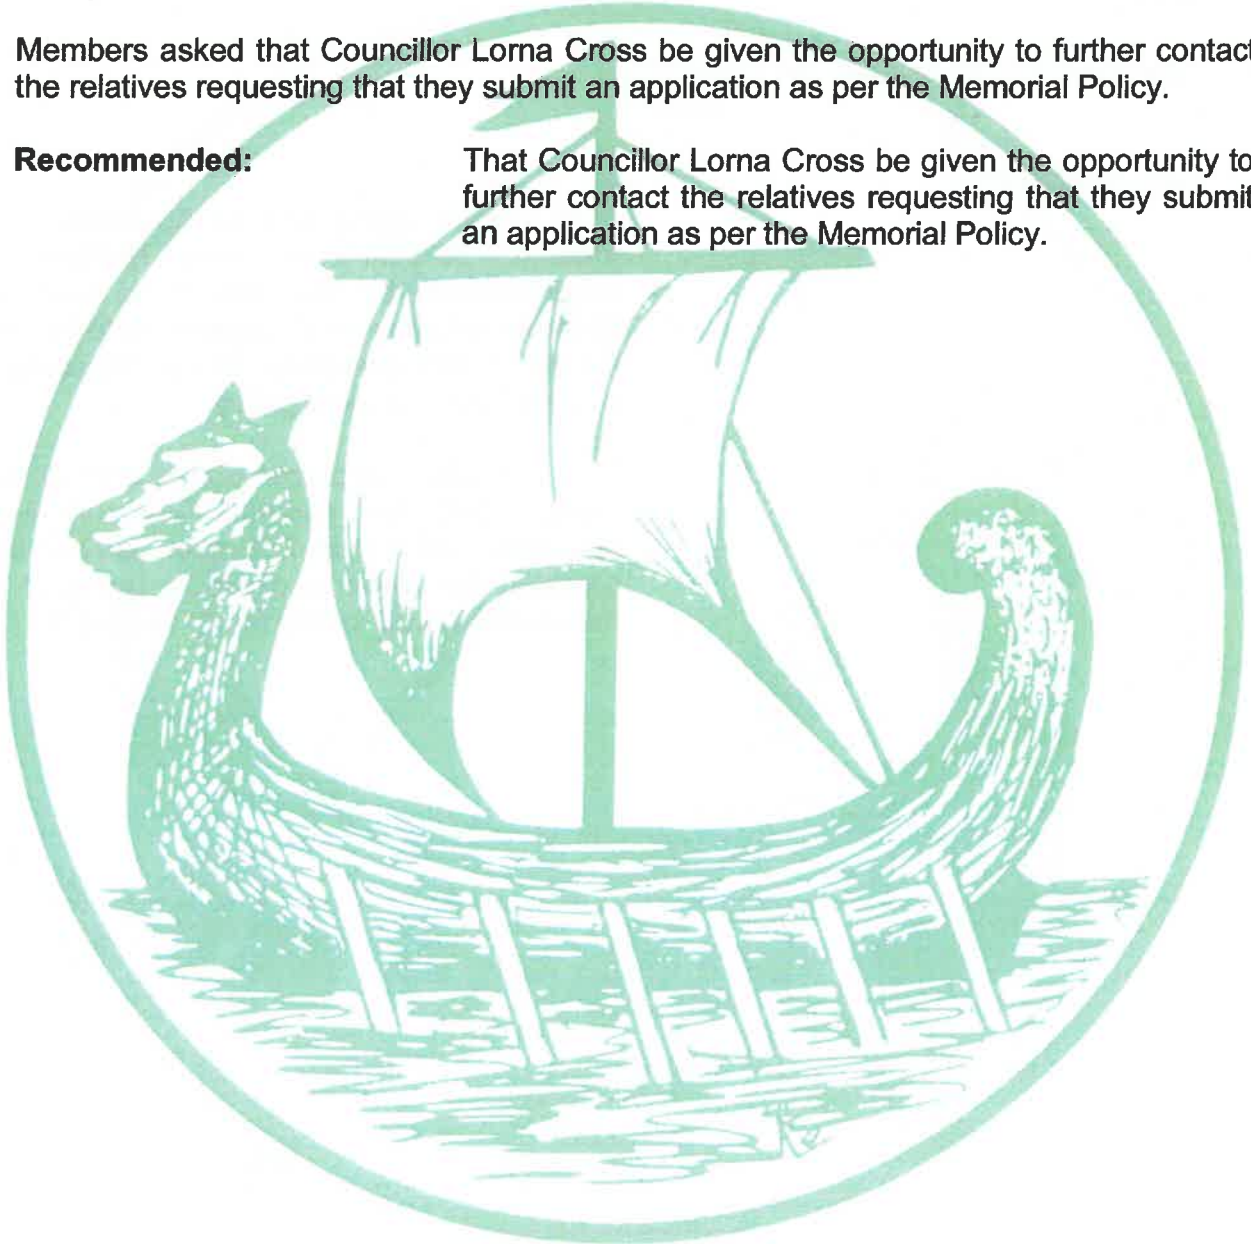 Members asked that Councillor Lorna Cross be given the opportunity to further contact
the relatives requesting that they submit an application as per the Memorial Policy.
Recommended: That Councillor Lorna Cross be given the opportunity to
further contact the relatives requesting that they submit
an application as per the Memorial Policy.